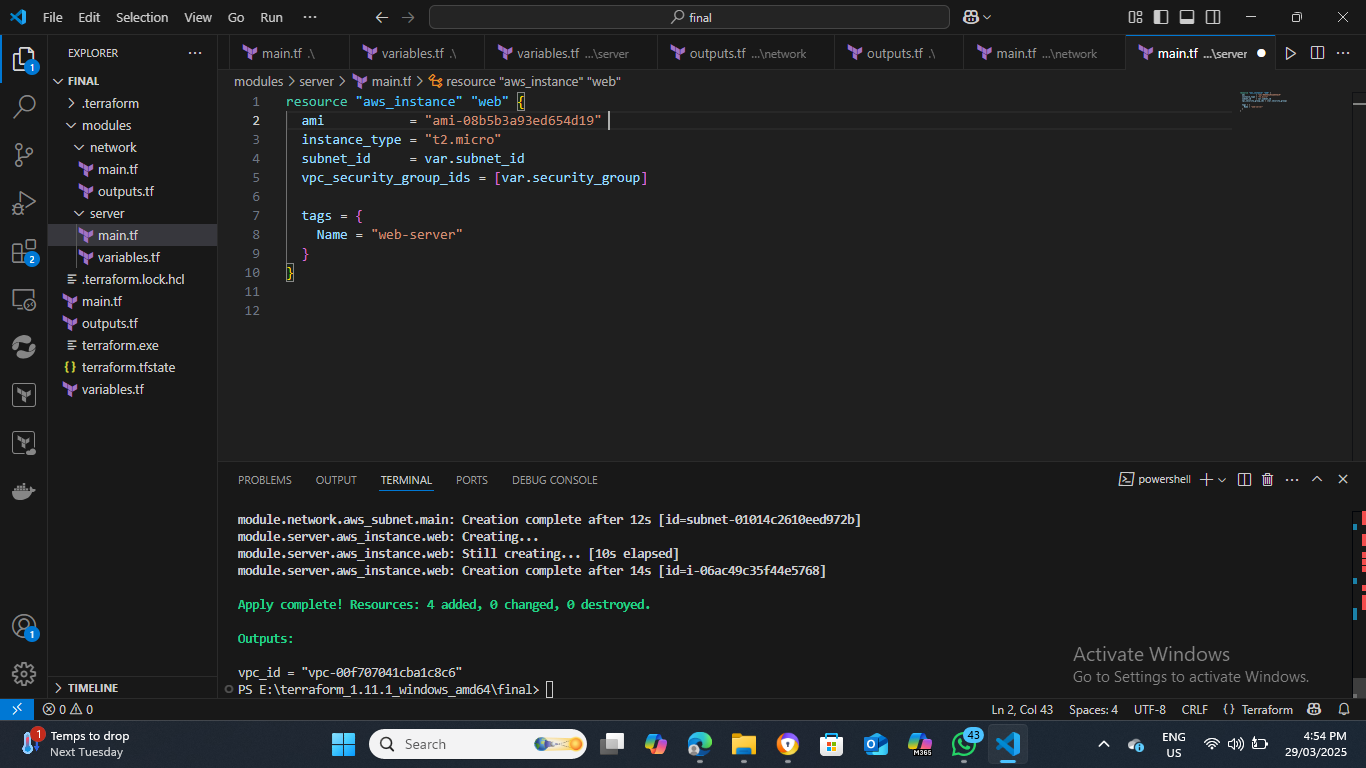 File Edit Selection View Go Run ···
final
EXPLORER ···
main.tf .\
variables.tf .\
variables.tf ...\server
outputs.tf ...\network
outputs.tf .\
main.tf ...\network
main.tf ...\server
FINAL
.terraform
modules
network
main.tf
outputs.tf
server
main.tf
variables.tf
.terraform.lock.hcl
main.tf
outputs.tf
terraform.exe
terraform.tfstate
variables.tf
TIMELINE
1
2
1
modules > server > main.tf > resource "aws_instance" "web"
1 resource "aws_instance" "web" {
2 ami           = "ami-08b5b3a93ed654d19"
3 instance_type = "t2.micro"
4 subnet_id     = var.subnet_id
5 vpc_security_group_ids = [var.security_group]
6
7 tags = {
8 Name = "web-server"
9 }
10 }
11
12
PROBLEMS OUTPUT TERMINAL PORTS DEBUG CONSOLE
powershell
module.network.aws_subnet.main: Creation complete after 12s [id=subnet-01014c2610eed972b]
module.server.aws_instance.web: Creating...
module.server.aws_instance.web: Still creating... [10s elapsed]
module.server.aws_instance.web: Creation complete after 14s [id=i-06ac49c35f44e5768]
Apply complete! Resources: 4 added, 0 changed, 0 destroyed.
Outputs:
vpc_id = "vpc-00f707041cba1c8c6"
PS E:\terraform_1.11.1_windows_amd64\final>
Activate Windows
Go to Settings to activate Windows.
0 0
Ln 2, Col 43 Spaces: 4 UTF-8 CRLF {} Terraform
1
Temps to drop
Next Tuesday
Search
M365
43
ENG
US
4:54 PM
29/03/2025